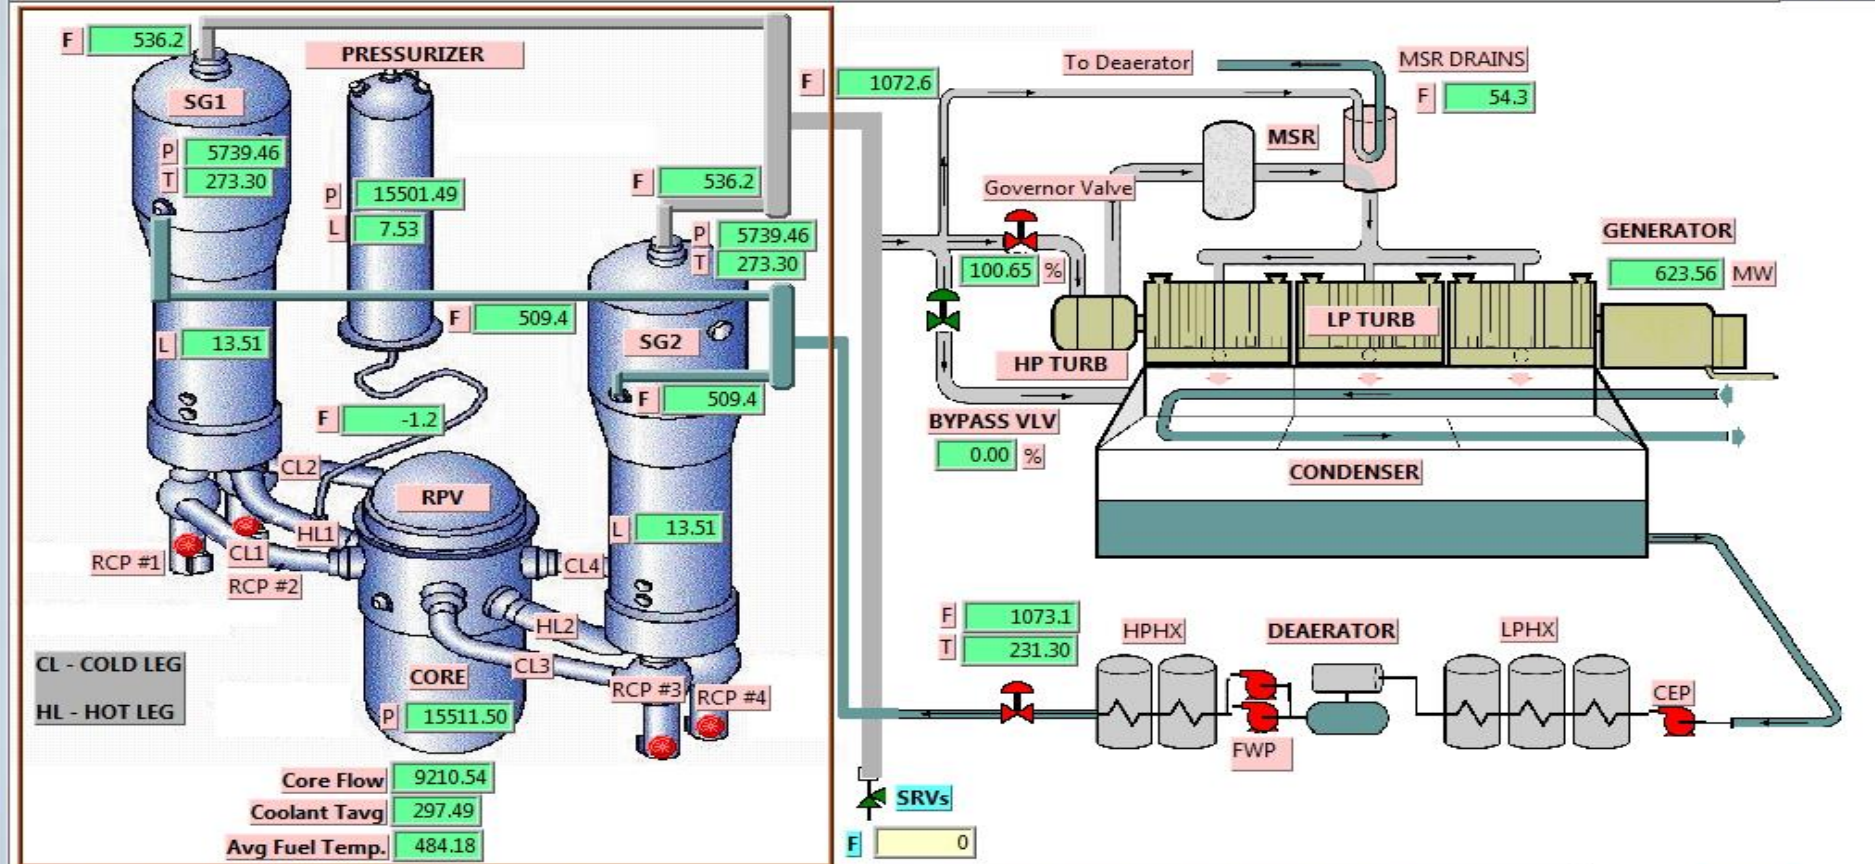 F 536.2
PRESSURIZER
SG1
P 5739.46
T 273.30
P 15501.49
L 7.53
F 536.2
P 5739.46
T 273.30
L 13.51
F 509.4
SG2
F 509.4
F -1.2
CL2
RPV
HL1
CL1
RCP #1
RCP #2
CL4
L 13.51
HL2
CL3
CORE
P 15511.50
RCP #3
RCP #4
CL - COLD LEG
HL - HOT LEG
Core Flow 9210.54
Coolant Tavg 297.49
Avg Fuel Temp. 484.18
F 1072.6
To Deaerator
MSR DRAINS
F 54.3
MSR
Governor Valve
100.65 %
GENERATOR
623.56 MW
LP TURB
HP TURB
BYPASS VLV
0.00 %
CONDENSER
F 1073.1
T 231.30
HPHX
DEAERATOR
LPHX
CEP
FWP
SRVs
F 0